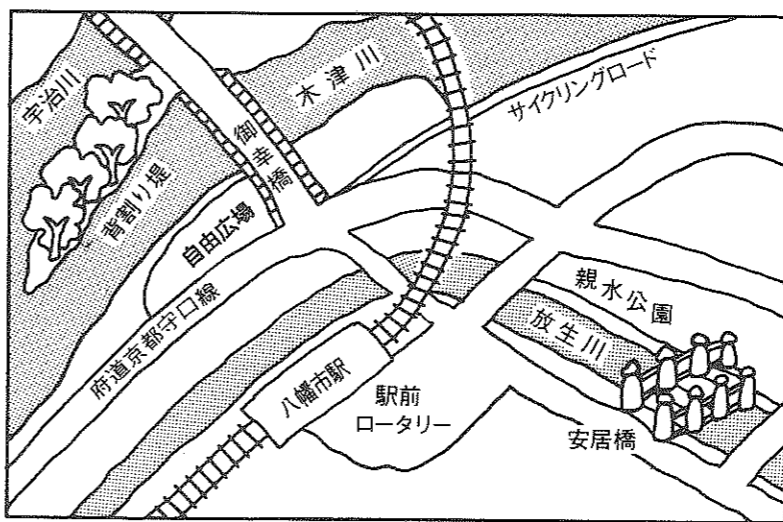 宇治川
木津川
サイクリングロード
御幸橋
背割り堤
自由広場
府道京都守口線
親水公園
放生川
八幡市駅
駅前
ロータリー
安居橋